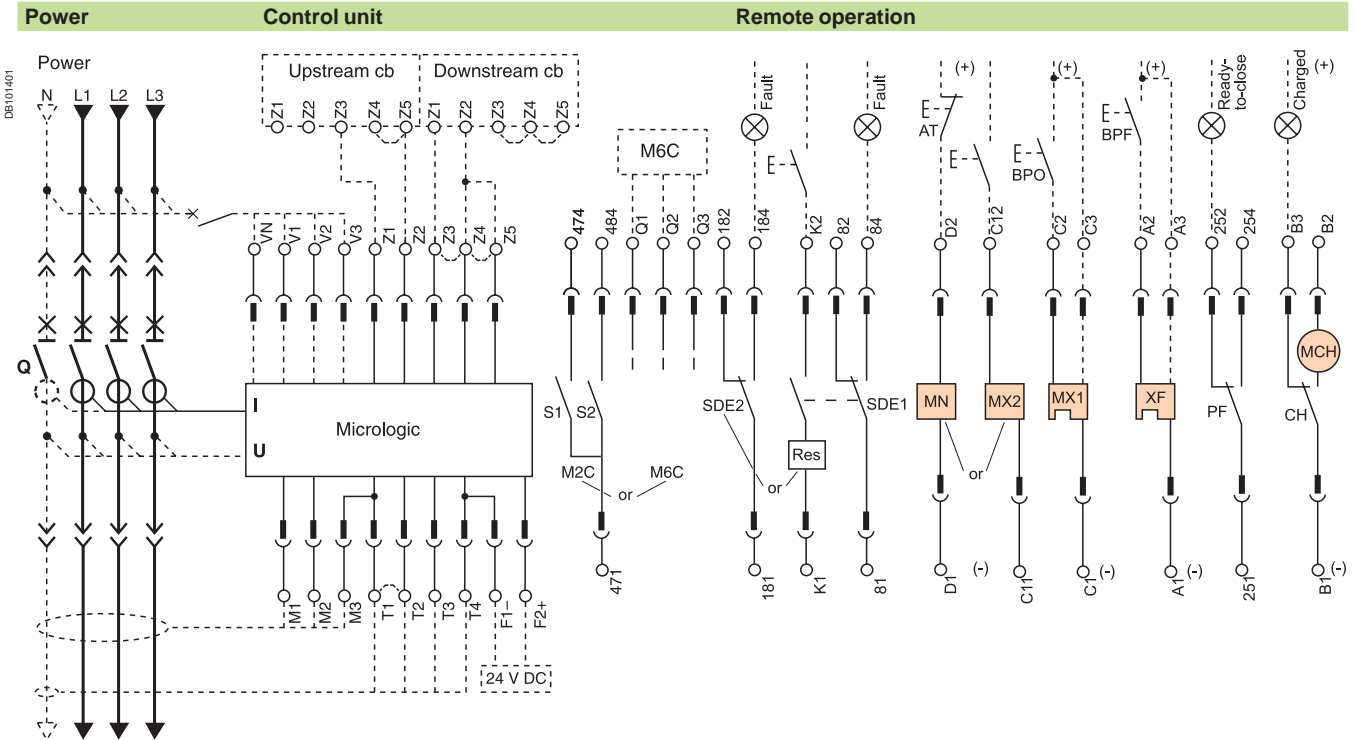 Power Control unit Remote operation
DB101401
Power
N L1 L2 L3
Upstream cb Downstream cb
Z1 Z2 Z3 Z4 Z5 Z1 Z2 Z3 Z4 Z5
M6C
Fault
Fault
(+)
AT
(+)
BPO
(+)
BPF
Ready-
to-close
Charged
(+)
VN V1 V2 V3 Z1 Z2 Z3 Z4 Z5
474 484 Q1 Q2 Q3 182 184 K2 82 84 D2 C12 C2 C3 A2 A3 252 254 B3 B2
Q
I
U
Micrologic
S1 S2
M2C or M6C
SDE2
or
Res
SDE1
MN
or
MX2
MX1
XF
PF
CH
MCH
M1 M2 M3 T1 T2 T3 T4 F1– F2+
24 V DC
471 181 K1 81 D1 (-) C11 C1 (-) A1 (-) 251 B1 (-)